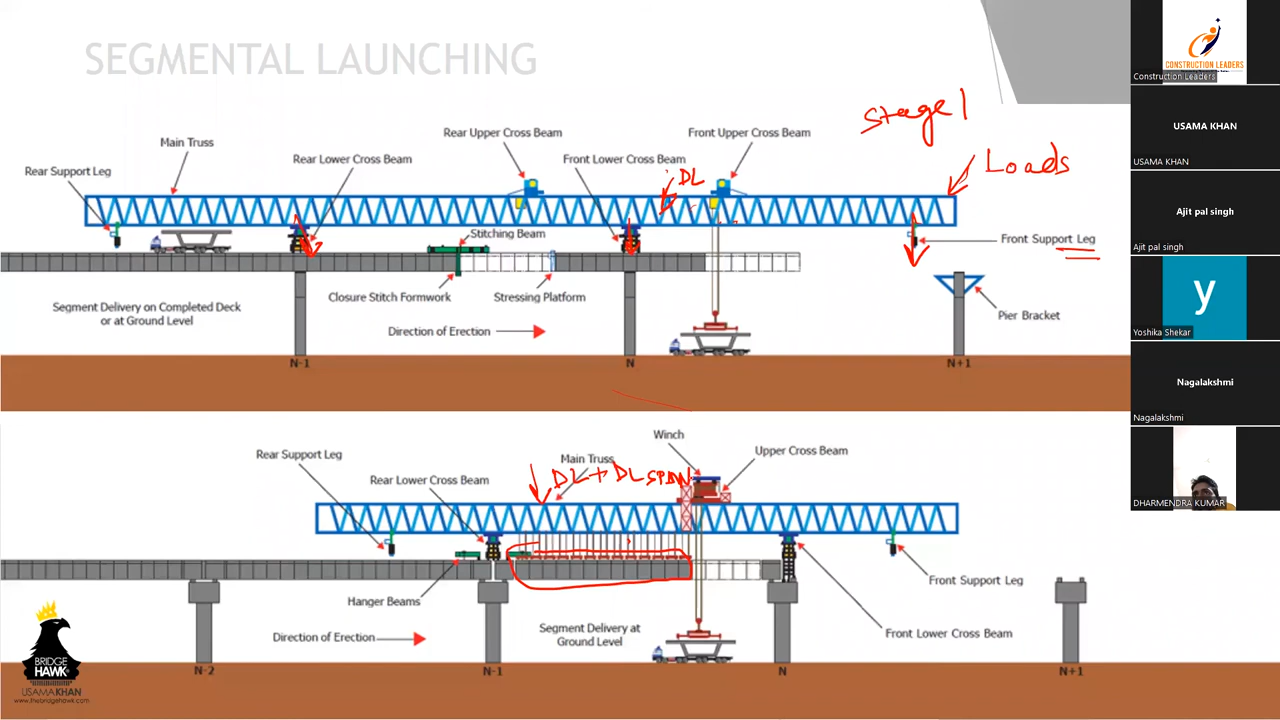 SEGMENTAL LAUNCHING
Stage 1
Loads
Main Truss
Rear Support Leg
Rear Lower Cross Beam
Rear Upper Cross Beam
Front Lower Cross Beam
Front Upper Cross Beam
DL
Stitching Beam
Front Support Leg
Segment Delivery on Completed Deck
or at Ground Level
Closure Stitch Formwork
Stressing Platform
Pier Bracket
Direction of Erection
N-1
N
N+1
Winch
Rear Support Leg
Main Truss
Upper Cross Beam
Rear Lower Cross Beam
DL + DL SPAN
Hanger Beams
Front Support Leg
Direction of Erection
Segment Delivery at
Ground Level
Front Lower Cross Beam
N-2
N-1
N
N+1
BRIDGE
HAWK
USAMA KHAN
www.thebridgehawk.com
CONSTRUCTION LEADERS
Construction Leaders
USAMA KHAN
USAMA KHAN
Ajit pal singh
Ajit pal singh
y
Yoshika Shekar
Nagalakshmi
Nagalakshmi
DHARMENDRA KUMAR